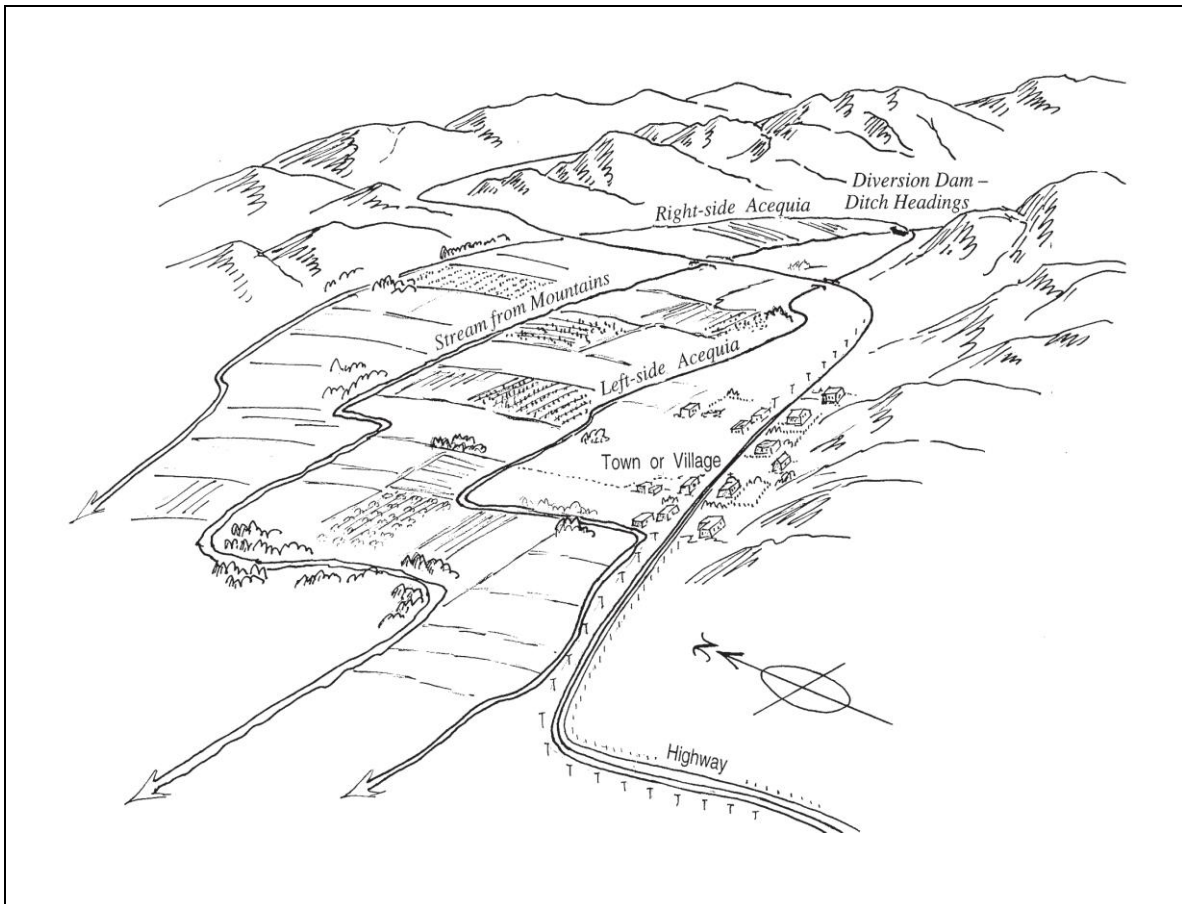 Diversion Dam –
Ditch Headings
Right-side Acequia
Stream from Mountains
Left-side Acequia
Town or Village
N
Highway